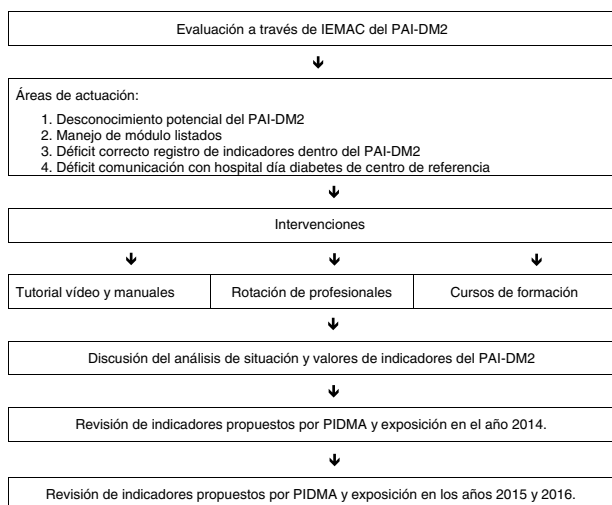 Evaluación a través de IEMAC del PAI-DM2
Áreas de actuación:
1. Desconocimiento potencial del PAI-DM2
2. Manejo de módulo listados
3. Déficit correcto registro de indicadores dentro del PAI-DM2
4. Déficit comunicación con hospital día diabetes de centro de referencia
Intervenciones
Tutorial vídeo y manuales
Rotación de profesionales
Cursos de formación
Discusión del análisis de situación y valores de indicadores del PAI-DM2
Revisión de indicadores propuestos por PIDMA y exposición en el año 2014.
Revisión de indicadores propuestos por PIDMA y exposición en los años 2015 y 2016.